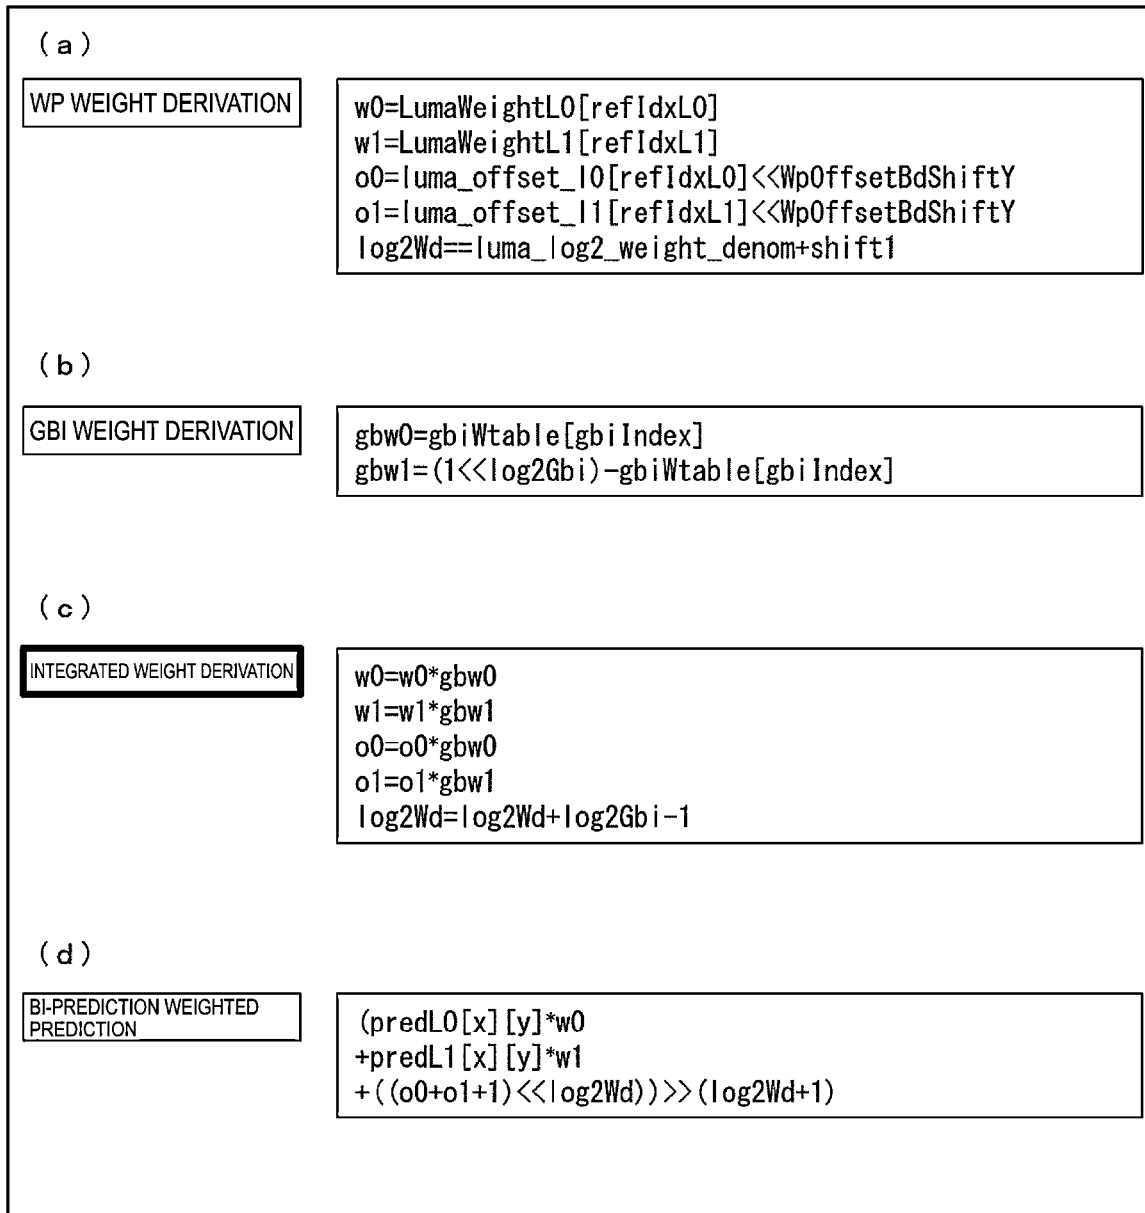 (a)
WP WEIGHT DERIVATION
w0=LumaWeightL0[refIdxL0]
w1=LumaWeightL1[refIdxL1]
o0=luma_offset_l0[refIdxL0]<<WpOffsetBdShiftY
o1=luma_offset_l1[refIdxL1]<<WpOffsetBdShiftY
log2Wd==luma_log2_weight_denom+shift1
(b)
GBI WEIGHT DERIVATION
gbw0=gbiWtable[gbiIndex]
gbw1=(1<<log2Gbi)-gbiWtable[gbiIndex]
(c)
INTEGRATED WEIGHT DERIVATION
w0=w0*gbw0
w1=w1*gbw1
o0=o0*gbw0
o1=o1*gbw1
log2Wd=log2Wd+log2Gbi-1
(d)
BI-PREDICTION WEIGHTED
PREDICTION
(predL0[x][y]*w0
+predL1[x][y]*w1
+((o0+o1+1)<<log2Wd))>>(log2Wd+1)